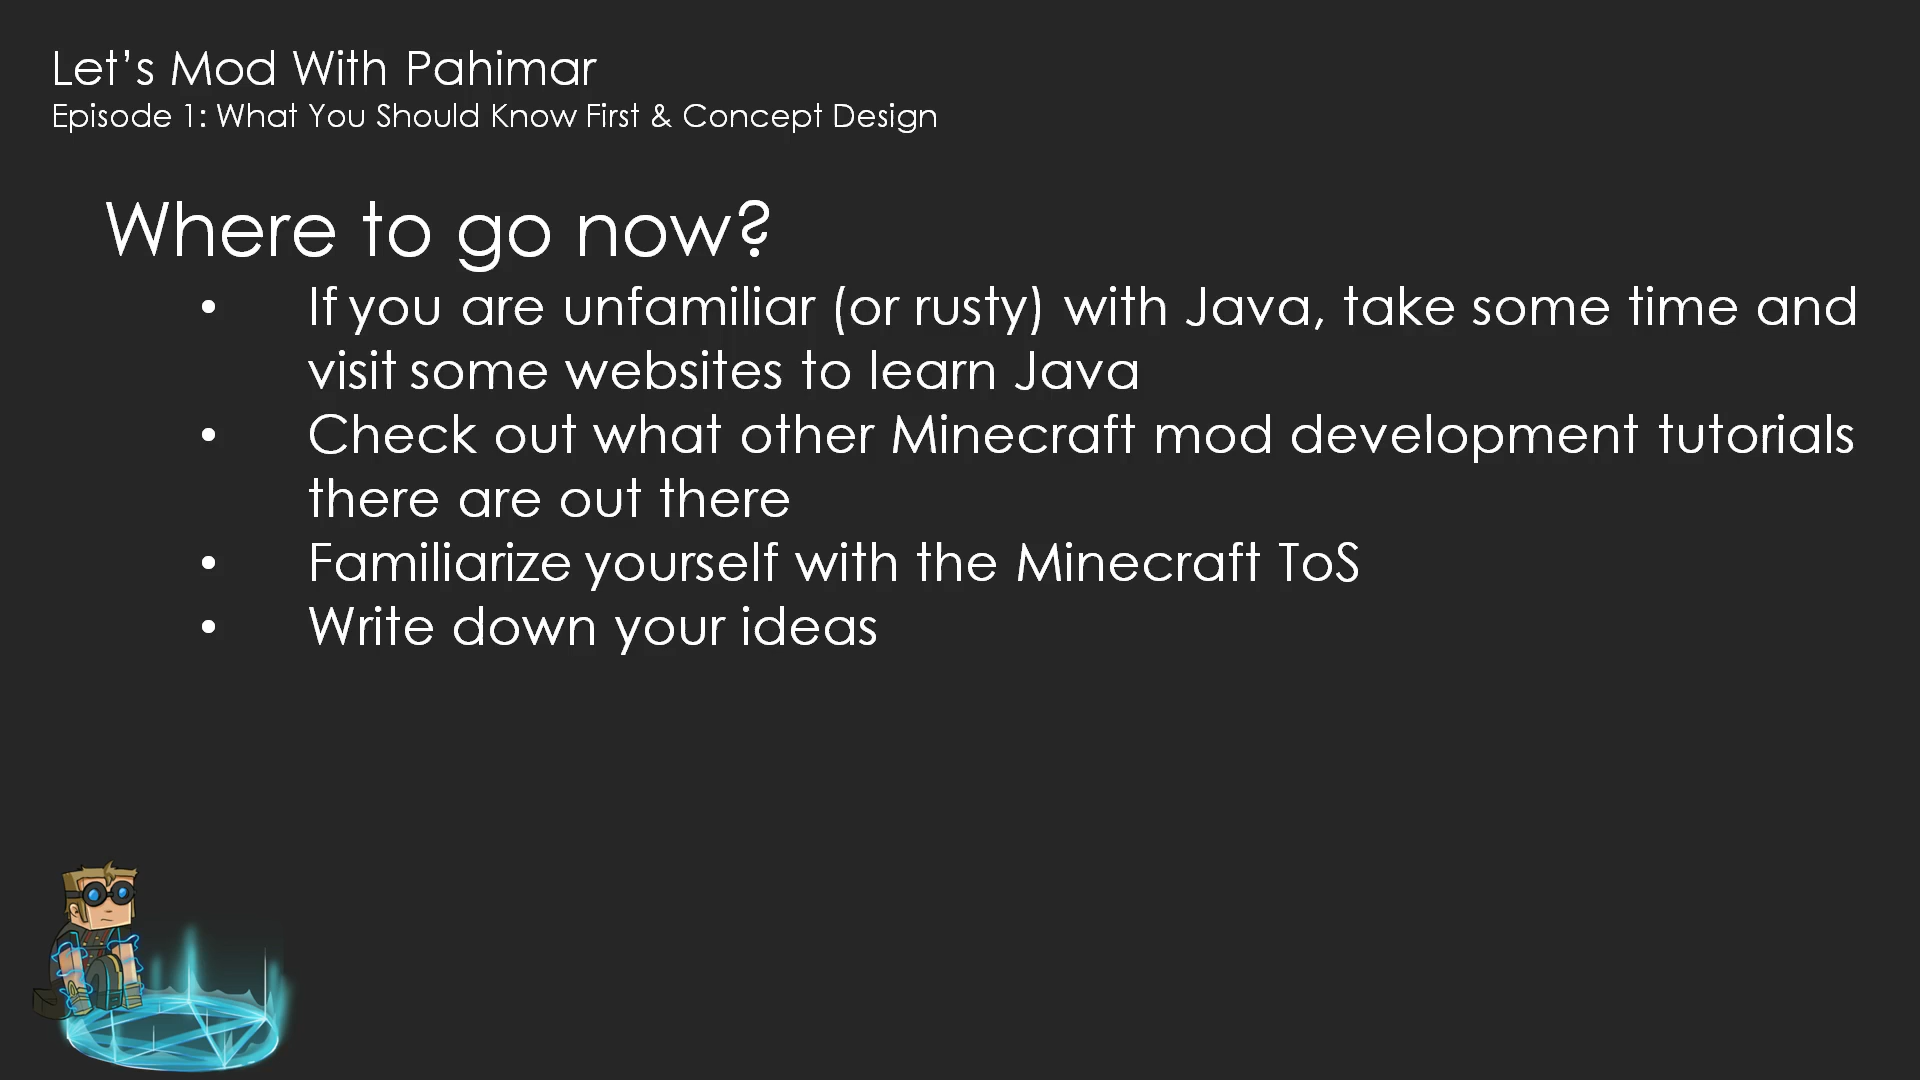 Let’s Mod With Pahimar
Episode 1: What You Should Know First & Concept Design
Where to go now?
• If you are unfamiliar (or rusty) with Java, take some time and
visit some websites to learn Java
• Check out what other Minecraft mod development tutorials
there are out there
• Familiarize yourself with the Minecraft ToS
• Write down your ideas